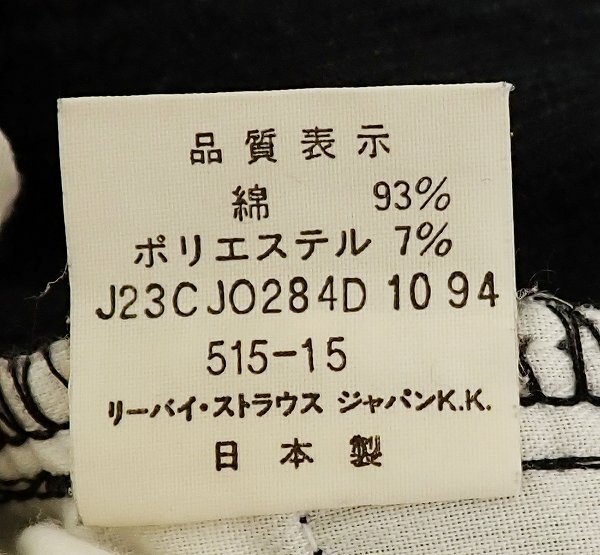 品質表示
綿 93%
ポリエステル 7%
J23CJ0284D 10 94
515-15
リーバイ・ストラウス ジャパンK.K.
日本製